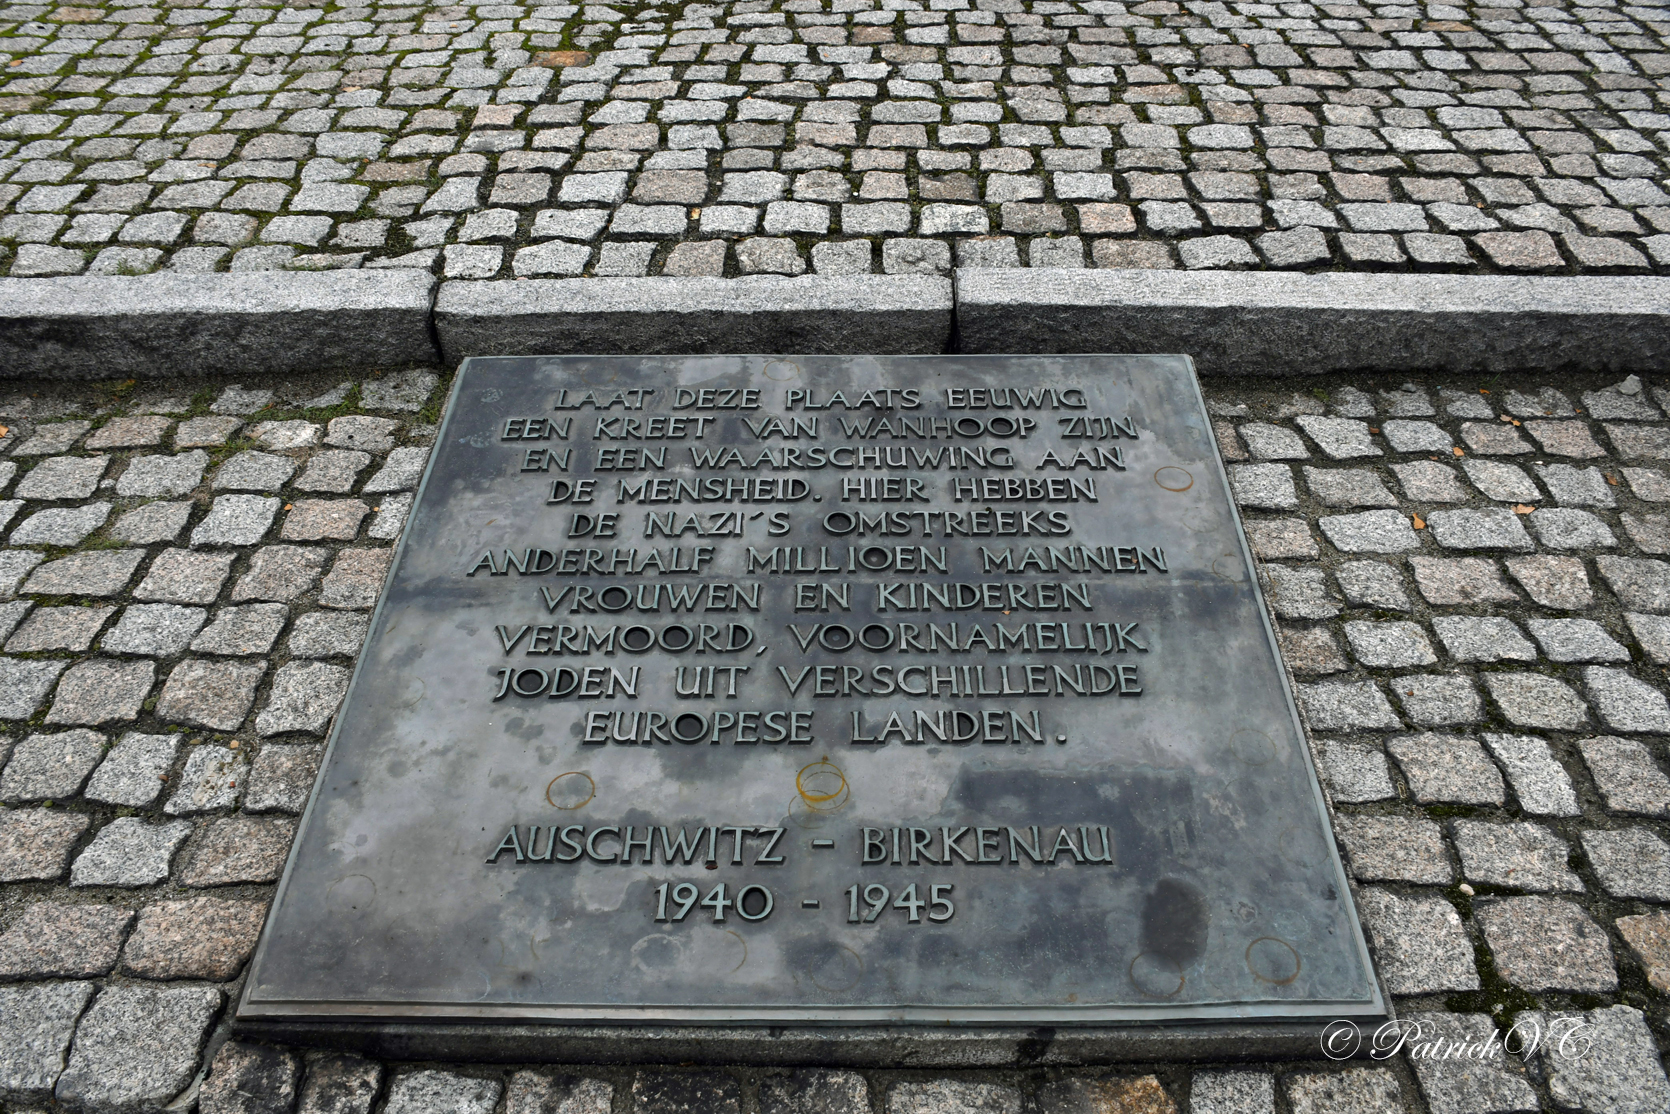 LAAT DEZE PLAATS EEUWIG
EEN KREET VAN WANHOOP ZIJN
EN EEN WAARSCHUWING AAN
DE MENSHEID. HIER HEBBEN
DE NAZI´S OMSTREEKS
ANDERHALF MILLIOEN MANNEN
VROUWEN EN KINDEREN
VERMOORD, VOORNAMELIJK
JODEN UIT VERSCHILLENDE
EUROPESE LANDEN.
AUSCHWITZ - BIRKENAU
1940 - 1945
© PatrickVT